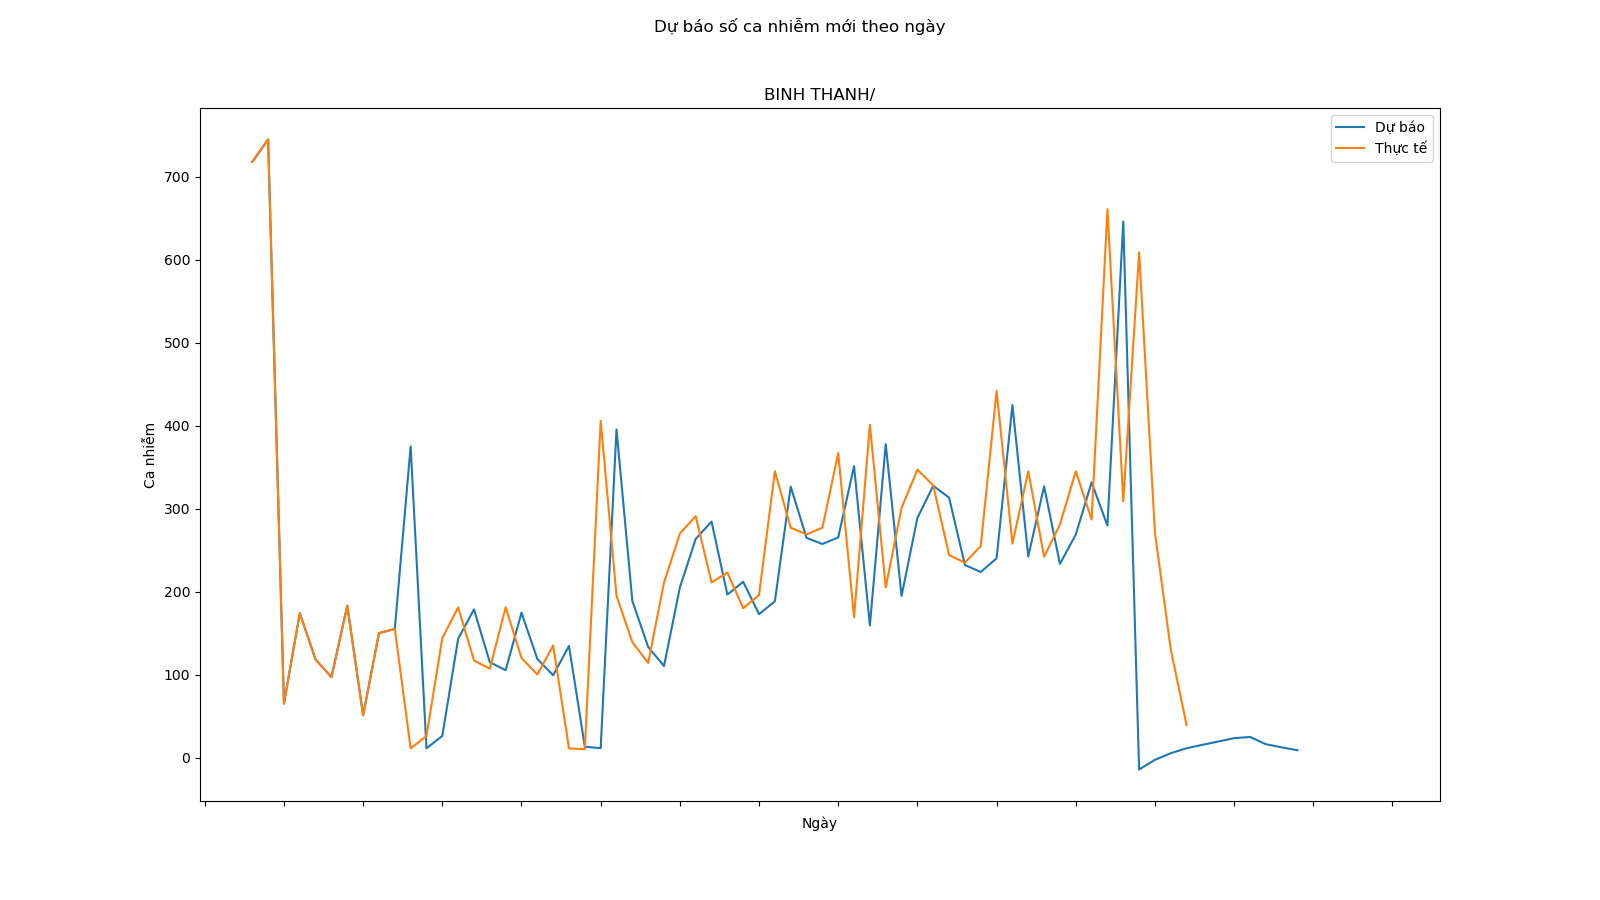 Dự báo số ca nhiễm mới theo ngày
BINH THANH/
Dự báo
Thực tế
700
600
500
400
300
200
100
0
Ca nhiễm
Ngày